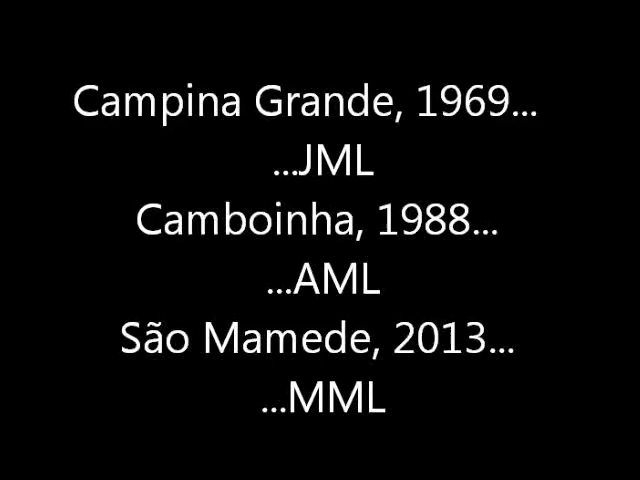 Campina Grande, 1969...
...JML
Camboinha, 1988...
...AML
São Mamede, 2013...
...MML